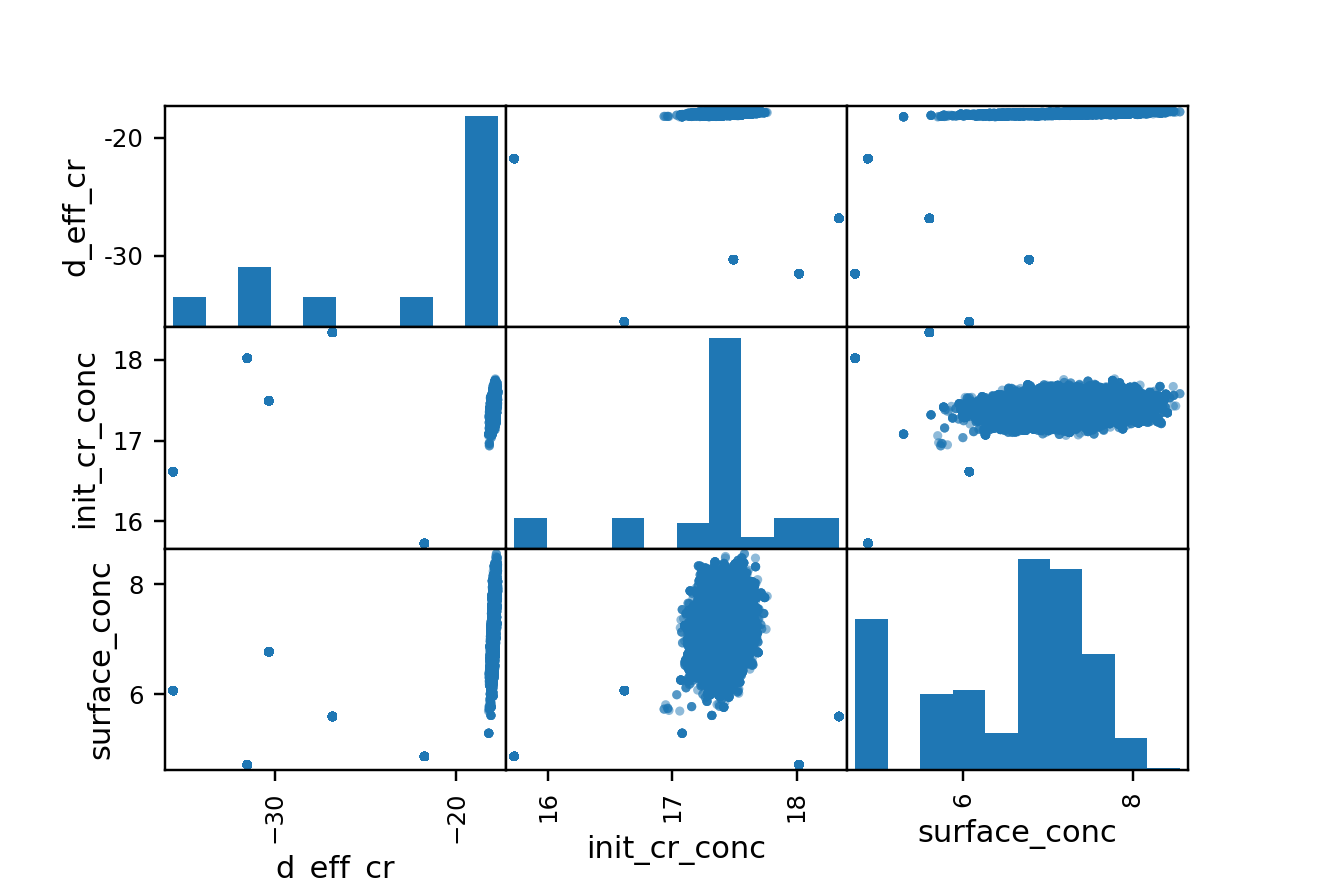 d_eff_cr
-20
-30
init_cr_conc
18
17
16
surface_conc
8
6
−30
−20
d_eff_cr
16
17
18
init_cr_conc
6
8
surface_conc